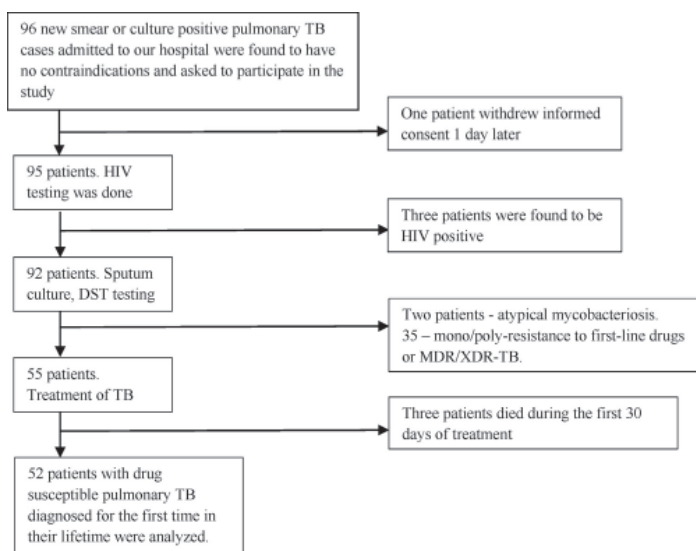 96 new smear or culture positive pulmonary TB
cases admitted to our hospital were found to have
no contraindications and asked to participate in the
study
One patient withdrew informed
consent 1 day later
95 patients. HIV
testing was done
Three patients were found to be
HIV positive
92 patients. Sputum
culture, DST testing
Two patients - atypical mycobacteriosis.
35 – mono/poly-resistance to first-line drugs
or MDR/XDR-TB.
55 patients.
Treatment of TB
Three patients died during the first 30
days of treatment
52 patients with drug
susceptible pulmonary TB
diagnosed for the first time in
their lifetime were analyzed.